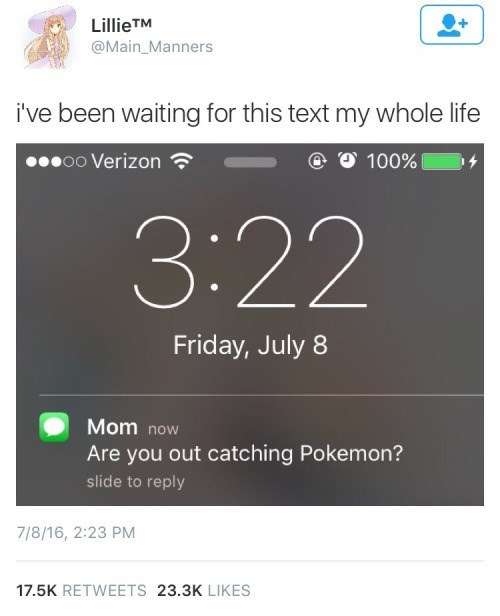 Lillie™
@Main_Manners
i've been waiting for this text my whole life
Verizon 100%
3:22
Friday, July 8
Mom now
Are you out catching Pokemon?
slide to reply
7/8/16, 2:23 PM
17.5K RETWEETS 23.3K LIKES